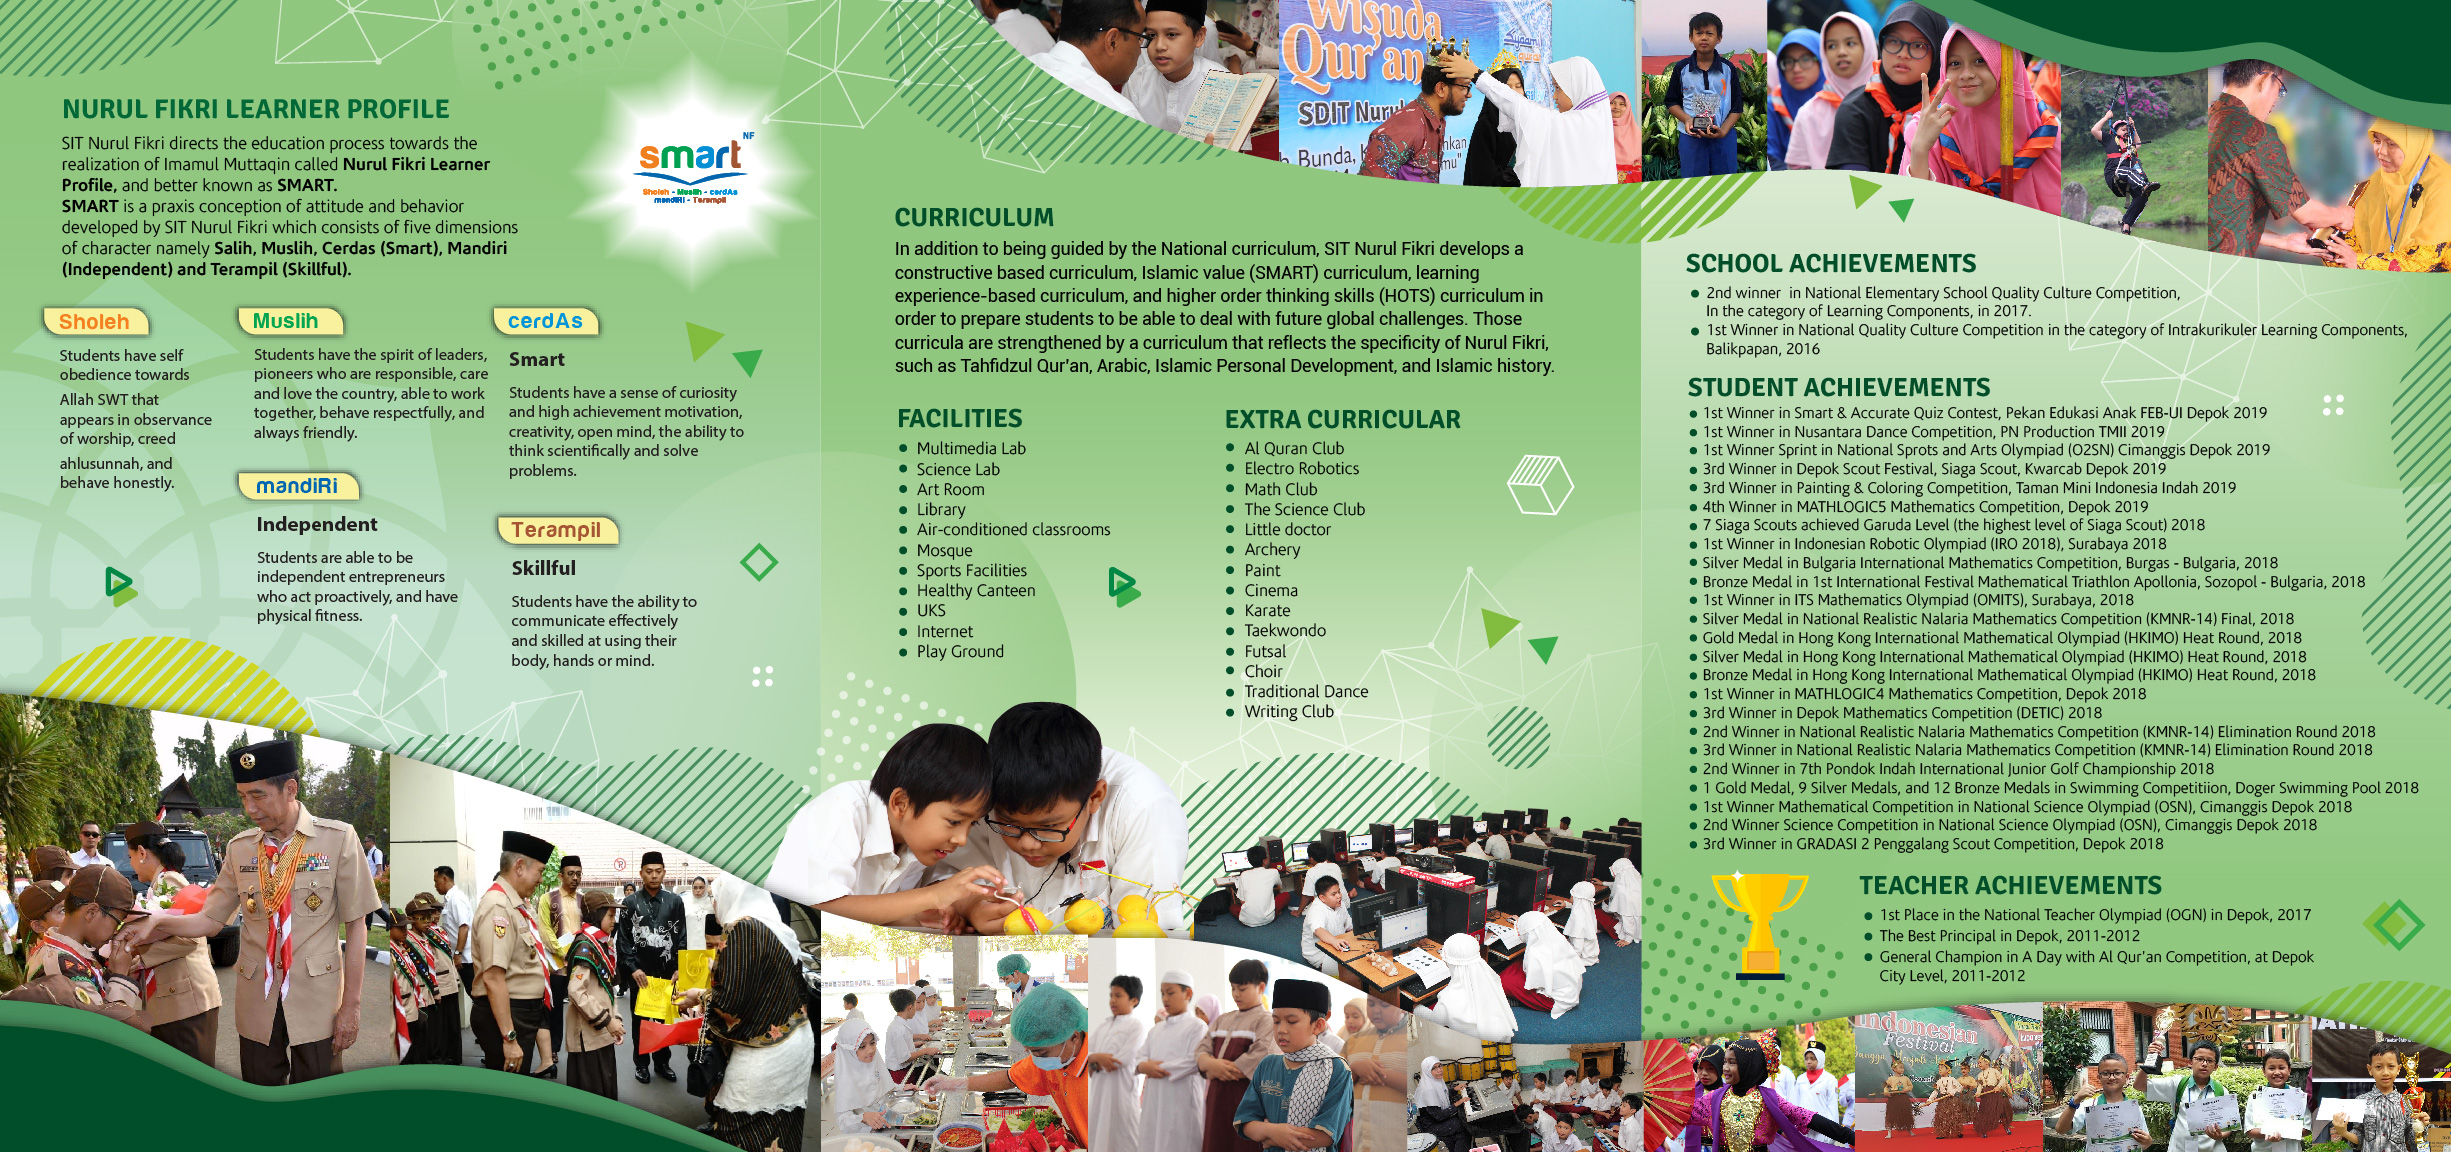 NURUL FIKRI LEARNER PROFILE
SIT Nurul Fikri directs the education process towards the
realization of Imamul Muttaqin called Nurul Fikri Learner
Profile, and better known as SMART.
SMART is a praxis conception of attitude and behavior
developed by SIT Nurul Fikri which consists of five dimensions
of character namely Salih, Muslih, Cerdas (Smart), Mandiri
(Independent) and Terampil (Skillful).
NF
smart
Sholeh - Muslih - cerdAs
mandiRi - Terampil
Sholeh
Students have self
obedience towards
Allah SWT that
appears in observance
of worship, creed
ahlusunnah, and
behave honestly.
Muslih
Students have the spirit of leaders,
pioneers who are responsible, care
and love the country, able to work
together, behave respectfully, and
always friendly.
mandiRi
Independent
Students are able to be
independent entrepreneurs
who act proactively, and have
physical fitness.
cerdAs
Smart
Students have a sense of curiosity
and high achievement motivation,
creativity, open mind, the ability to
think scientifically and solve
problems.
Terampil
Skillful
Students have the ability to
communicate effectively
and skilled at using their
body, hands or mind.
Wisuda
Qur'an
SDIT Nuru
Bunda,
CURRICULUM
In addition to being guided by the National curriculum, SIT Nurul Fikri develops a
constructive based curriculum, Islamic value (SMART) curriculum, learning
experience-based curriculum, and higher order thinking skills (HOTS) curriculum in
order to prepare students to be able to deal with future global challenges. Those
curricula are strengthened by a curriculum that reflects the specificity of Nurul Fikri,
such as Tahfidzul Qur'an, Arabic, Islamic Personal Development, and Islamic history.
FACILITIES
Multimedia Lab
Science Lab
Art Room
Library
Air-conditioned classrooms
Mosque
Sports Facilities
Healthy Canteen
UKS
Internet
Play Ground
EXTRA CURRICULAR
Al Quran Club
Electro Robotics
Math Club
The Science Club
Little doctor
Archery
Paint
Cinema
Karate
Taekwondo
Futsal
Choir
Traditional Dance
Writing Club
SCHOOL ACHIEVEMENTS
2nd winner in National Elementary School Quality Culture Competition,
In the category of Learning Components, in 2017.
1st Winner in National Quality Culture Competition in the category of Intrakurikuler Learning Components,
Balikpapan, 2016
STUDENT ACHIEVEMENTS
1st Winner in Smart & Accurate Quiz Contest, Pekan Edukasi Anak FEB-UI Depok 2019
1st Winner in Nusantara Dance Competition, PN Production TMII 2019
1st Winner Sprint in National Sprots and Arts Olympiad (O2SN) Cimanggis Depok 2019
3rd Winner in Depok Scout Festival, Siaga Scout, Kwarcab Depok 2019
3rd Winner in Painting & Coloring Competition, Taman Mini Indonesia Indah 2019
4th Winner in MATHLOGIC5 Mathematics Competition, Depok 2019
7 Siaga Scouts achieved Garuda Level (the highest level of Siaga Scout) 2018
1st Winner in Indonesian Robotic Olympiad (IRO 2018), Surabaya 2018
Silver Medal in Bulgaria International Mathematics Competition, Burgas - Bulgaria, 2018
Bronze Medal in 1st International Festival Mathematical Triathlon Apollonia, Sozopol - Bulgaria, 2018
1st Winner in ITS Mathematics Olympiad (OMITS), Surabaya, 2018
Silver Medal in National Realistic Nalaria Mathematics Competition (KMNR-14) Final, 2018
Gold Medal in Hong Kong International Mathematical Olympiad (HKIMO) Heat Round, 2018
Silver Medal in Hong Kong International Mathematical Olympiad (HKIMO) Heat Round, 2018
Bronze Medal in Hong Kong International Mathematical Olympiad (HKIMO) Heat Round, 2018
1st Winner in MATHLOGIC4 Mathematics Competition, Depok 2018
3rd Winner in Depok Mathematics Competition (DETIC) 2018
2nd Winner in National Realistic Nalaria Mathematics Competition (KMNR-14) Elimination Round 2018
3rd Winner in National Realistic Nalaria Mathematics Competition (KMNR-14) Elimination Round 2018
2nd Winner in 7th Pondok Indah International Junior Golf Championship 2018
1 Gold Medal, 9 Silver Medals, and 12 Bronze Medals in Swimming Competitiion, Doger Swimming Pool 2018
1st Winner Mathematical Competition in National Science Olympiad (OSN), Cimanggis Depok 2018
2nd Winner Science Competition in National Science Olympiad (OSN), Cimanggis Depok 2018
3rd Winner in GRADASI 2 Penggalang Scout Competition, Depok 2018
TEACHER ACHIEVEMENTS
1st Place in the National Teacher Olympiad (OGN) in Depok, 2017
The Best Principal in Depok, 2011-2012
General Champion in A Day with Al Qur'an Competition, at Depok
City Level, 2011-2012
Indonesian
Festival